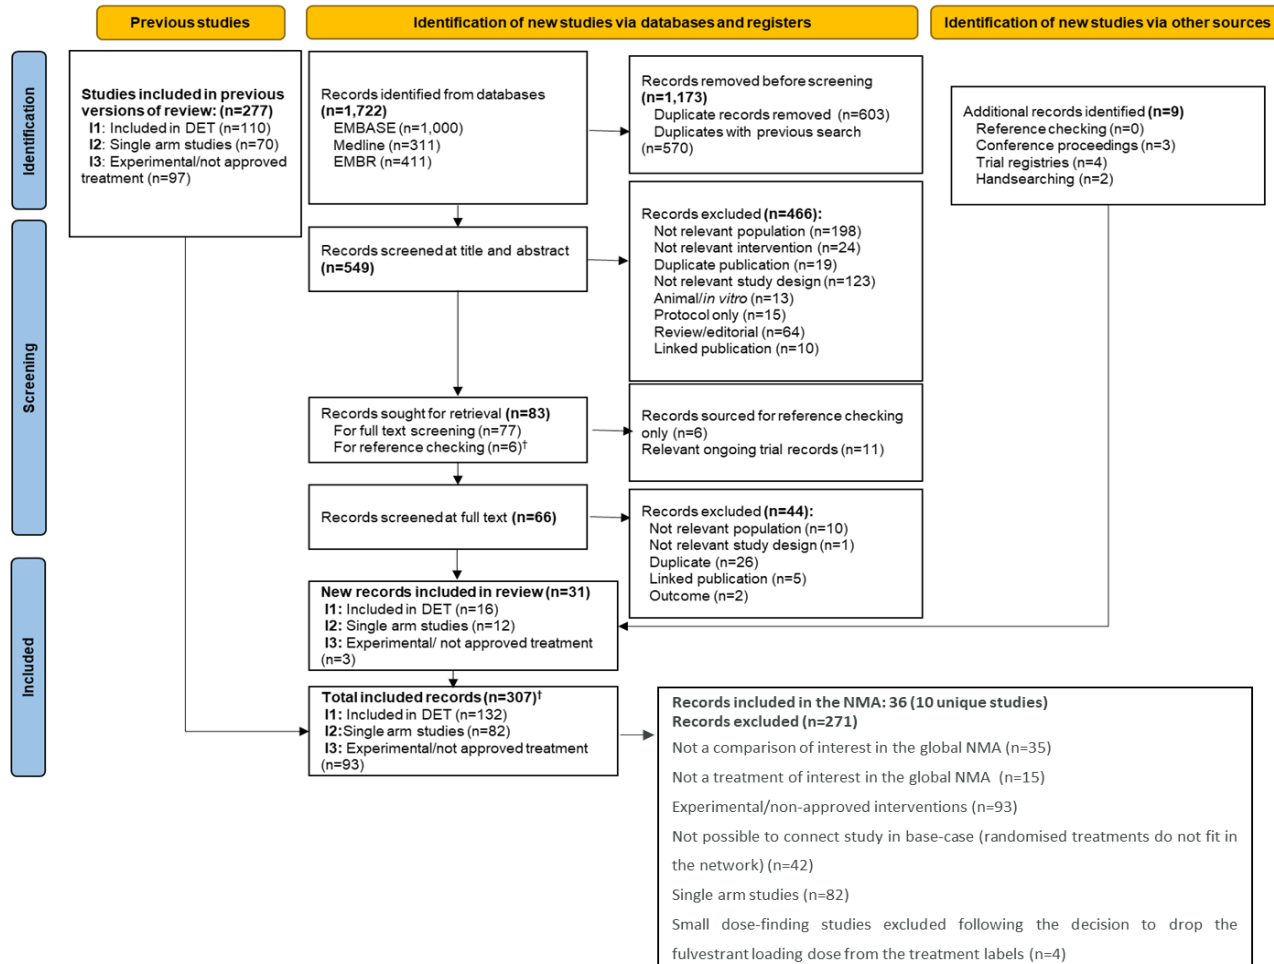 Previous studies
Identification of new studies via databases and registers
Identification of new studies via other sources
Identification
Studies included in previous
versions of review: (n=277)
I1: Included in DET (n=110)
I2: Single arm studies (n=70)
I3: Experimental/not approved
treatment (n=97)
Records identified from databases
(n=1,722)
EMBASE (n=1,000)
Medline (n=311)
EMBR (n=411)
Records removed before screening
(n=1,173)
Duplicate records removed (n=603)
Duplicates with previous search
(n=570)
Additional records identified (n=9)
Reference checking (n=0)
Conference proceedings (n=3)
Trial registries (n=4)
Handsearching (n=2)
Screening
Records screened at title and abstract
(n=549)
Records excluded (n=466):
Not relevant population (n=198)
Not relevant intervention (n=24)
Duplicate publication (n=19)
Not relevant study design (n=123)
Animal/in vitro (n=13)
Protocol only (n=15)
Review/editorial (n=64)
Linked publication (n=10)
Records sought for retrieval (n=83)
For full text screening (n=77)
For reference checking (n=6)†
Records sourced for reference checking
only (n=6)
Relevant ongoing trial records (n=11)
Records screened at full text (n=66)
Records excluded (n=44):
Not relevant population (n=10)
Not relevant study design (n=1)
Duplicate (n=26)
Linked publication (n=5)
Outcome (n=2)
Included
New records included in review (n=31)
I1: Included in DET (n=16)
I2: Single arm studies (n=12)
I3: Experimental/ not approved treatment
(n=3)
Total included records (n=307)†
I1: Included in DET (n=132)
I2:Single arm studies (n=82)
I3: Experimental/not approved treatment
(n=93)
Records included in the NMA: 36 (10 unique studies)
Records excluded (n=271)
Not a comparison of interest in the global NMA (n=35)
Not a treatment of interest in the global NMA (n=15)
Experimental/non-approved interventions (n=93)
Not possible to connect study in base-case (randomised treatments do not fit in
the network) (n=42)
Single arm studies (n=82)
Small dose-finding studies excluded following the decision to drop the
fulvestrant loading dose from the treatment labels (n=4)